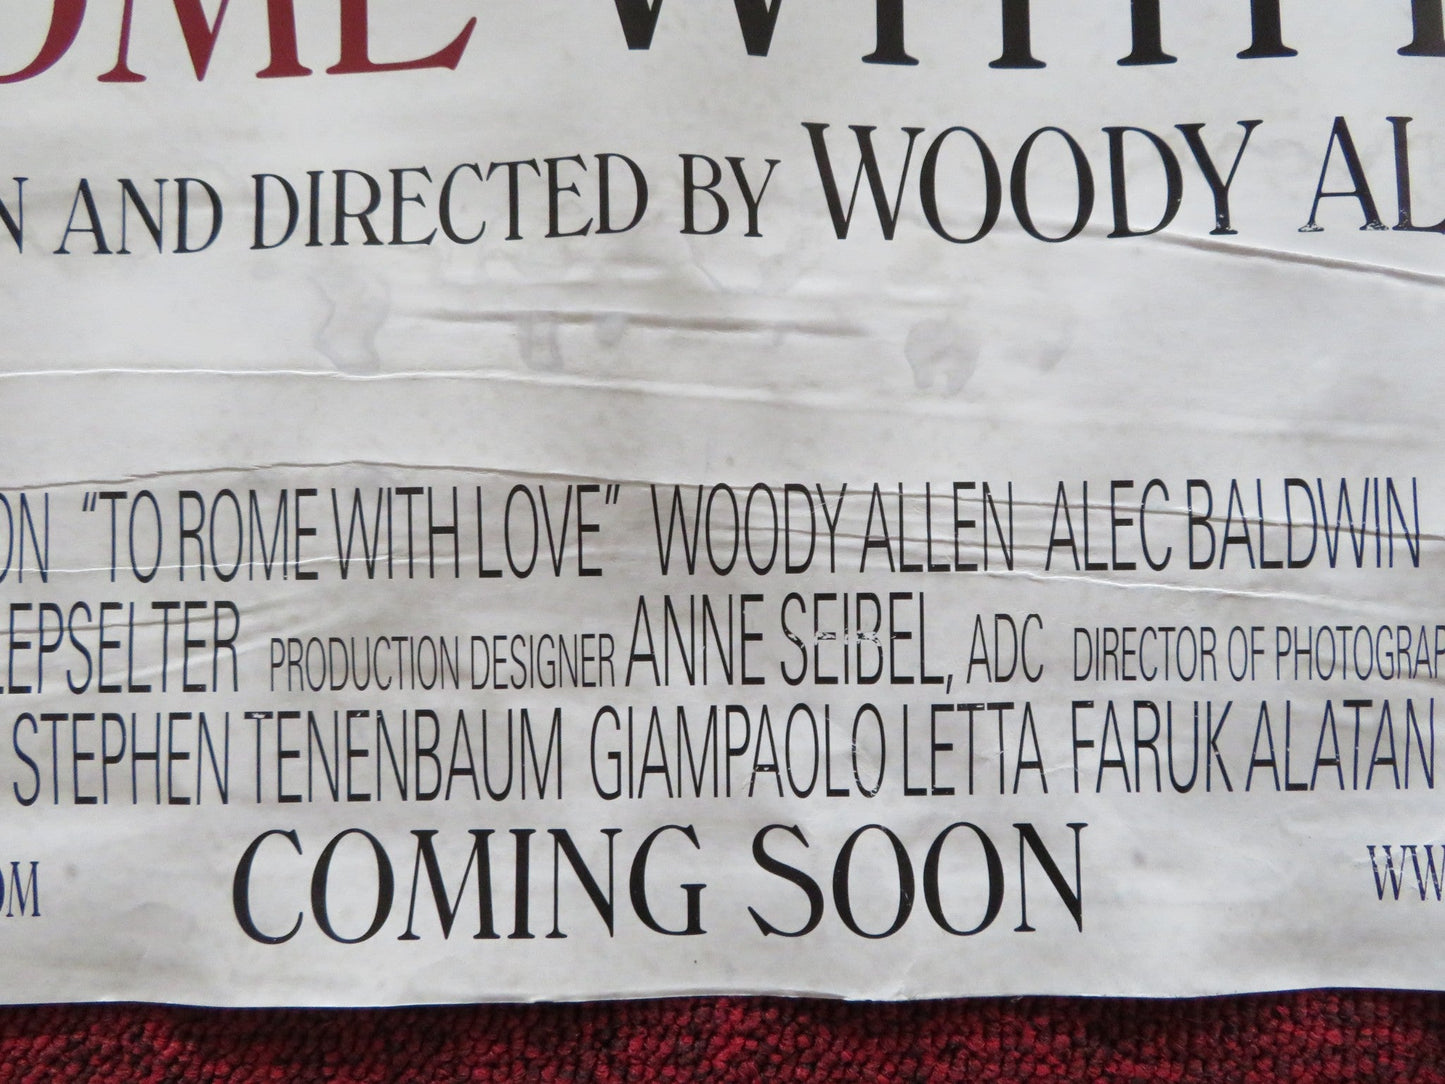 OME WITH L
N AND DIRECTED BY WOODY AL
ON "TO ROME WITH LOVE" WOODY ALLEN ALEC BALDWIN
LEPSELTER PRODUCTION DESIGNER ANNE SEIBEL, ADC DIRECTOR OF PHOTOGRAP
STEPHEN TENENBAUM GIAMPAOLO LETTA FARUK ALATAN
OM COMING SOON WW